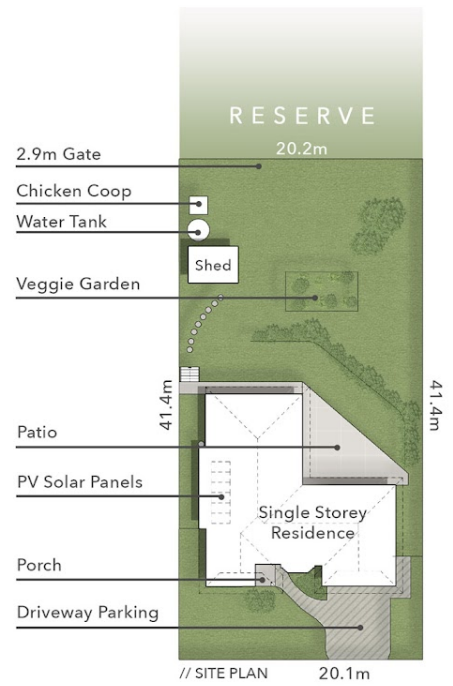 RESERVE
20.2m
2.9m Gate
Chicken Coop
Water Tank
Shed
Veggie Garden
41.4m
41.4m
Patio
PV Solar Panels
Single Storey
Residence
Porch
Driveway Parking
// SITE PLAN
20.1m